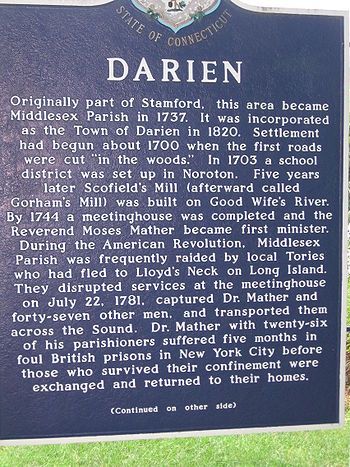 STATE OF CONNECTICUT
DARIEN
Originally part of Stamford, this area became
Middlesex Parish in 1737. It was incorporated
as the Town of Darien in 1820. Settlement
had begun about 1700 when the first roads
were cut "in the woods." In 1703 a school
district was set up in Noroton. Five years
later Scofield's Mill (afterward called
Gorham's Mill) was built on Good Wife's River.
By 1744 a meetinghouse was completed and the
Reverend Moses Mather became first minister.
During the American Revolution, Middlesex
Parish was frequently raided by local Tories
who had fled to Lloyd's Neck on Long Island.
They disrupted services at the meetinghouse
on July 22, 1781, captured Dr. Mather and
forty-seven other men, and transported them
across the Sound. Dr. Mather with twenty-six
of his parishioners suffered five months in
foul British prisons in New York City before
those who survived their confinement were
exchanged and returned to their homes.
(Continued on other side)